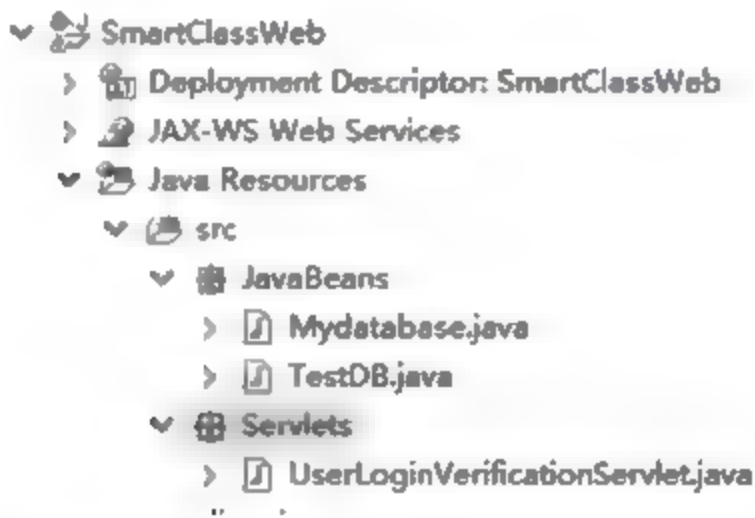 SmartClassWeb
Deployment Descriptor: SmartClassWeb
JAX-WS Web Services
Java Resources
src
JavaBeans
Mydatabase.java
TestDB.java
Servlets
UserLoginVerificationServlet.java